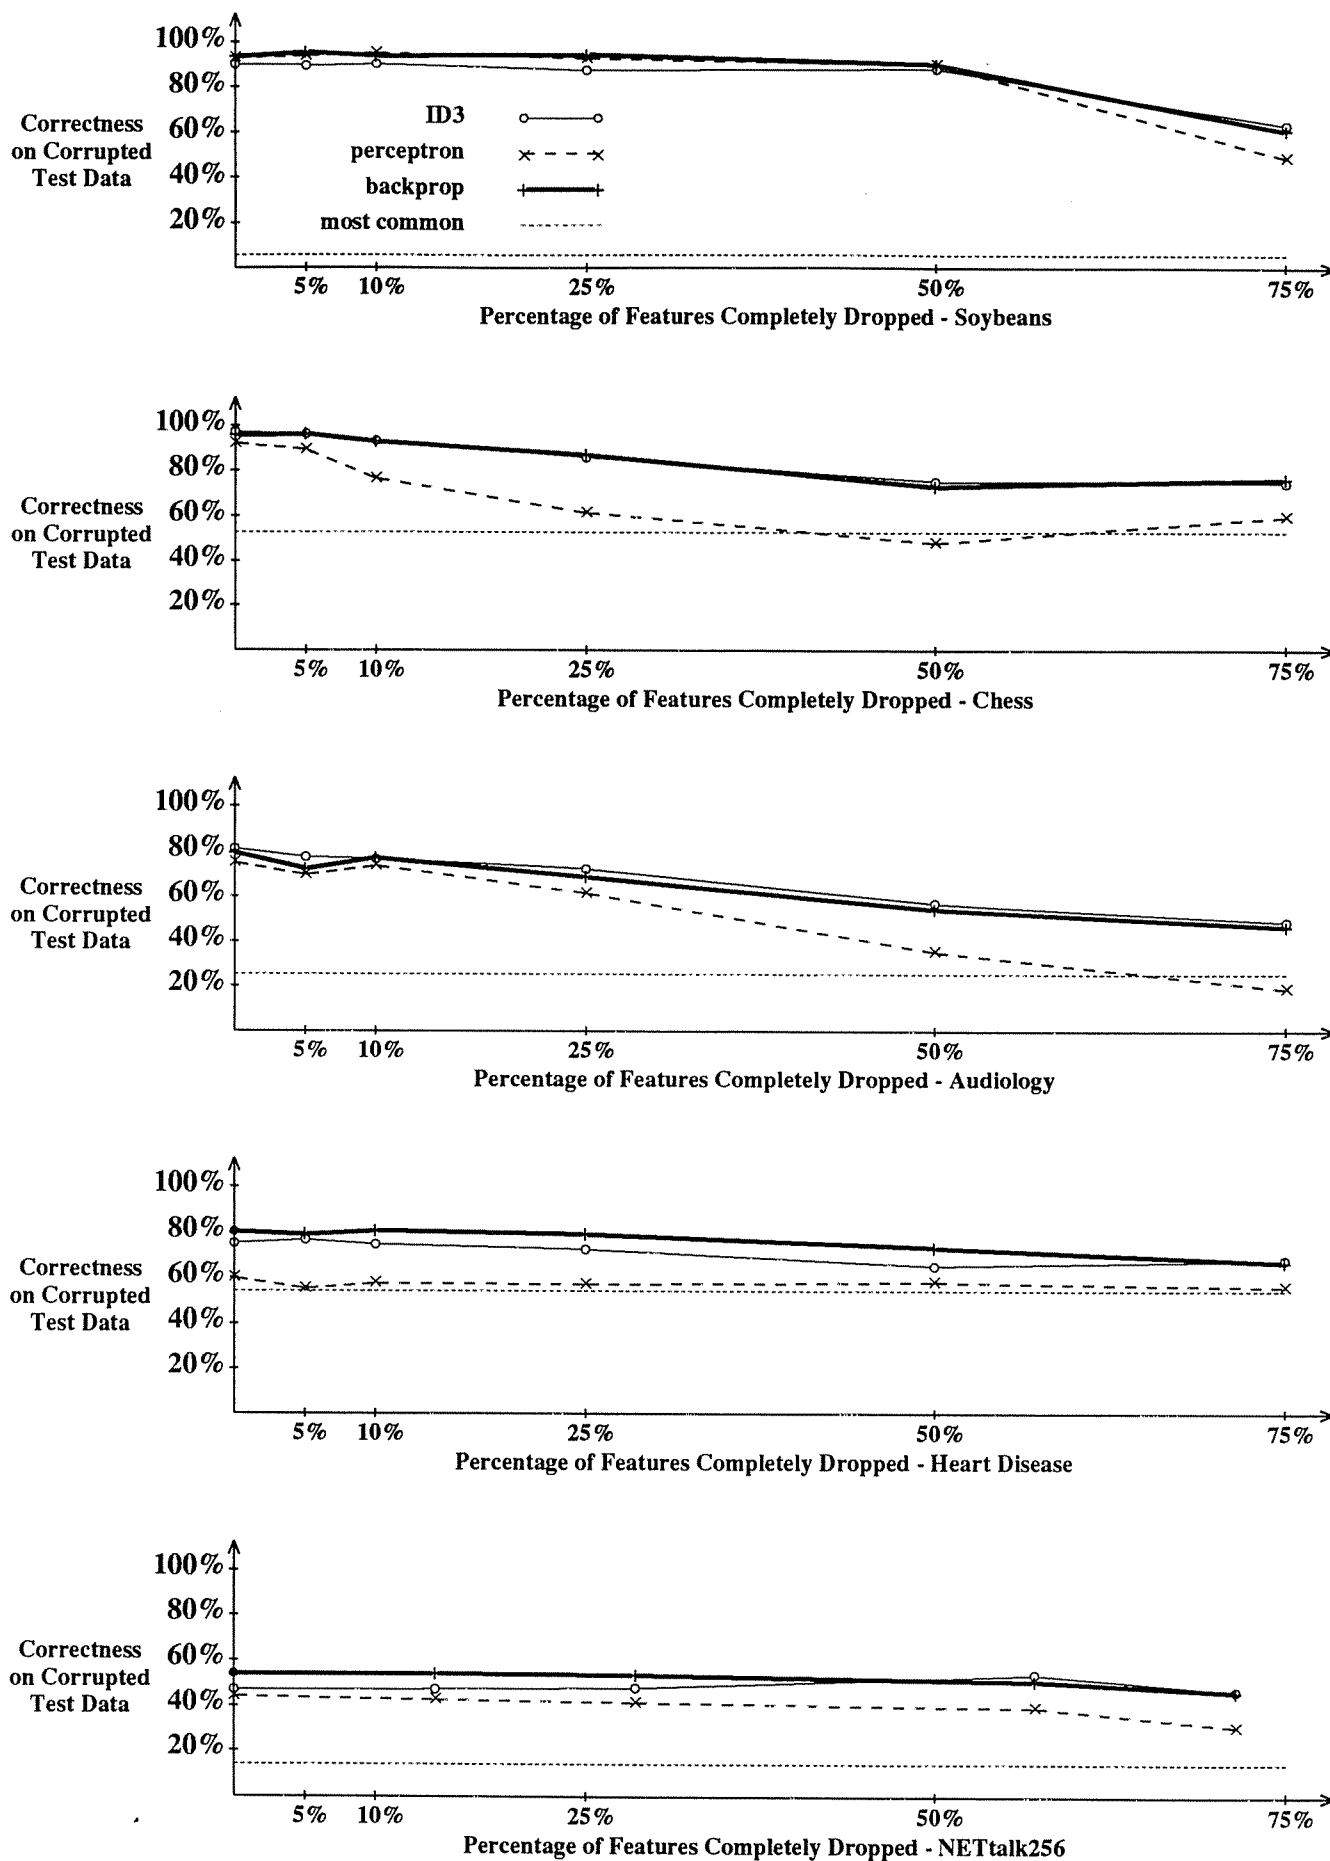 100%
80%
60%
40%
20%
Correctness
on Corrupted
Test Data
ID3
perceptron
backprop
most common
5% 10% 25% 50% 75%
Percentage of Features Completely Dropped - Soybeans
100%
80%
60%
40%
20%
Correctness
on Corrupted
Test Data
5% 10% 25% 50% 75%
Percentage of Features Completely Dropped - Chess
100%
80%
60%
40%
20%
Correctness
on Corrupted
Test Data
5% 10% 25% 50% 75%
Percentage of Features Completely Dropped - Audiology
100%
80%
60%
40%
20%
Correctness
on Corrupted
Test Data
5% 10% 25% 50% 75%
Percentage of Features Completely Dropped - Heart Disease
100%
80%
60%
40%
20%
Correctness
on Corrupted
Test Data
5% 10% 25% 50% 75%
Percentage of Features Completely Dropped - NETtalk256